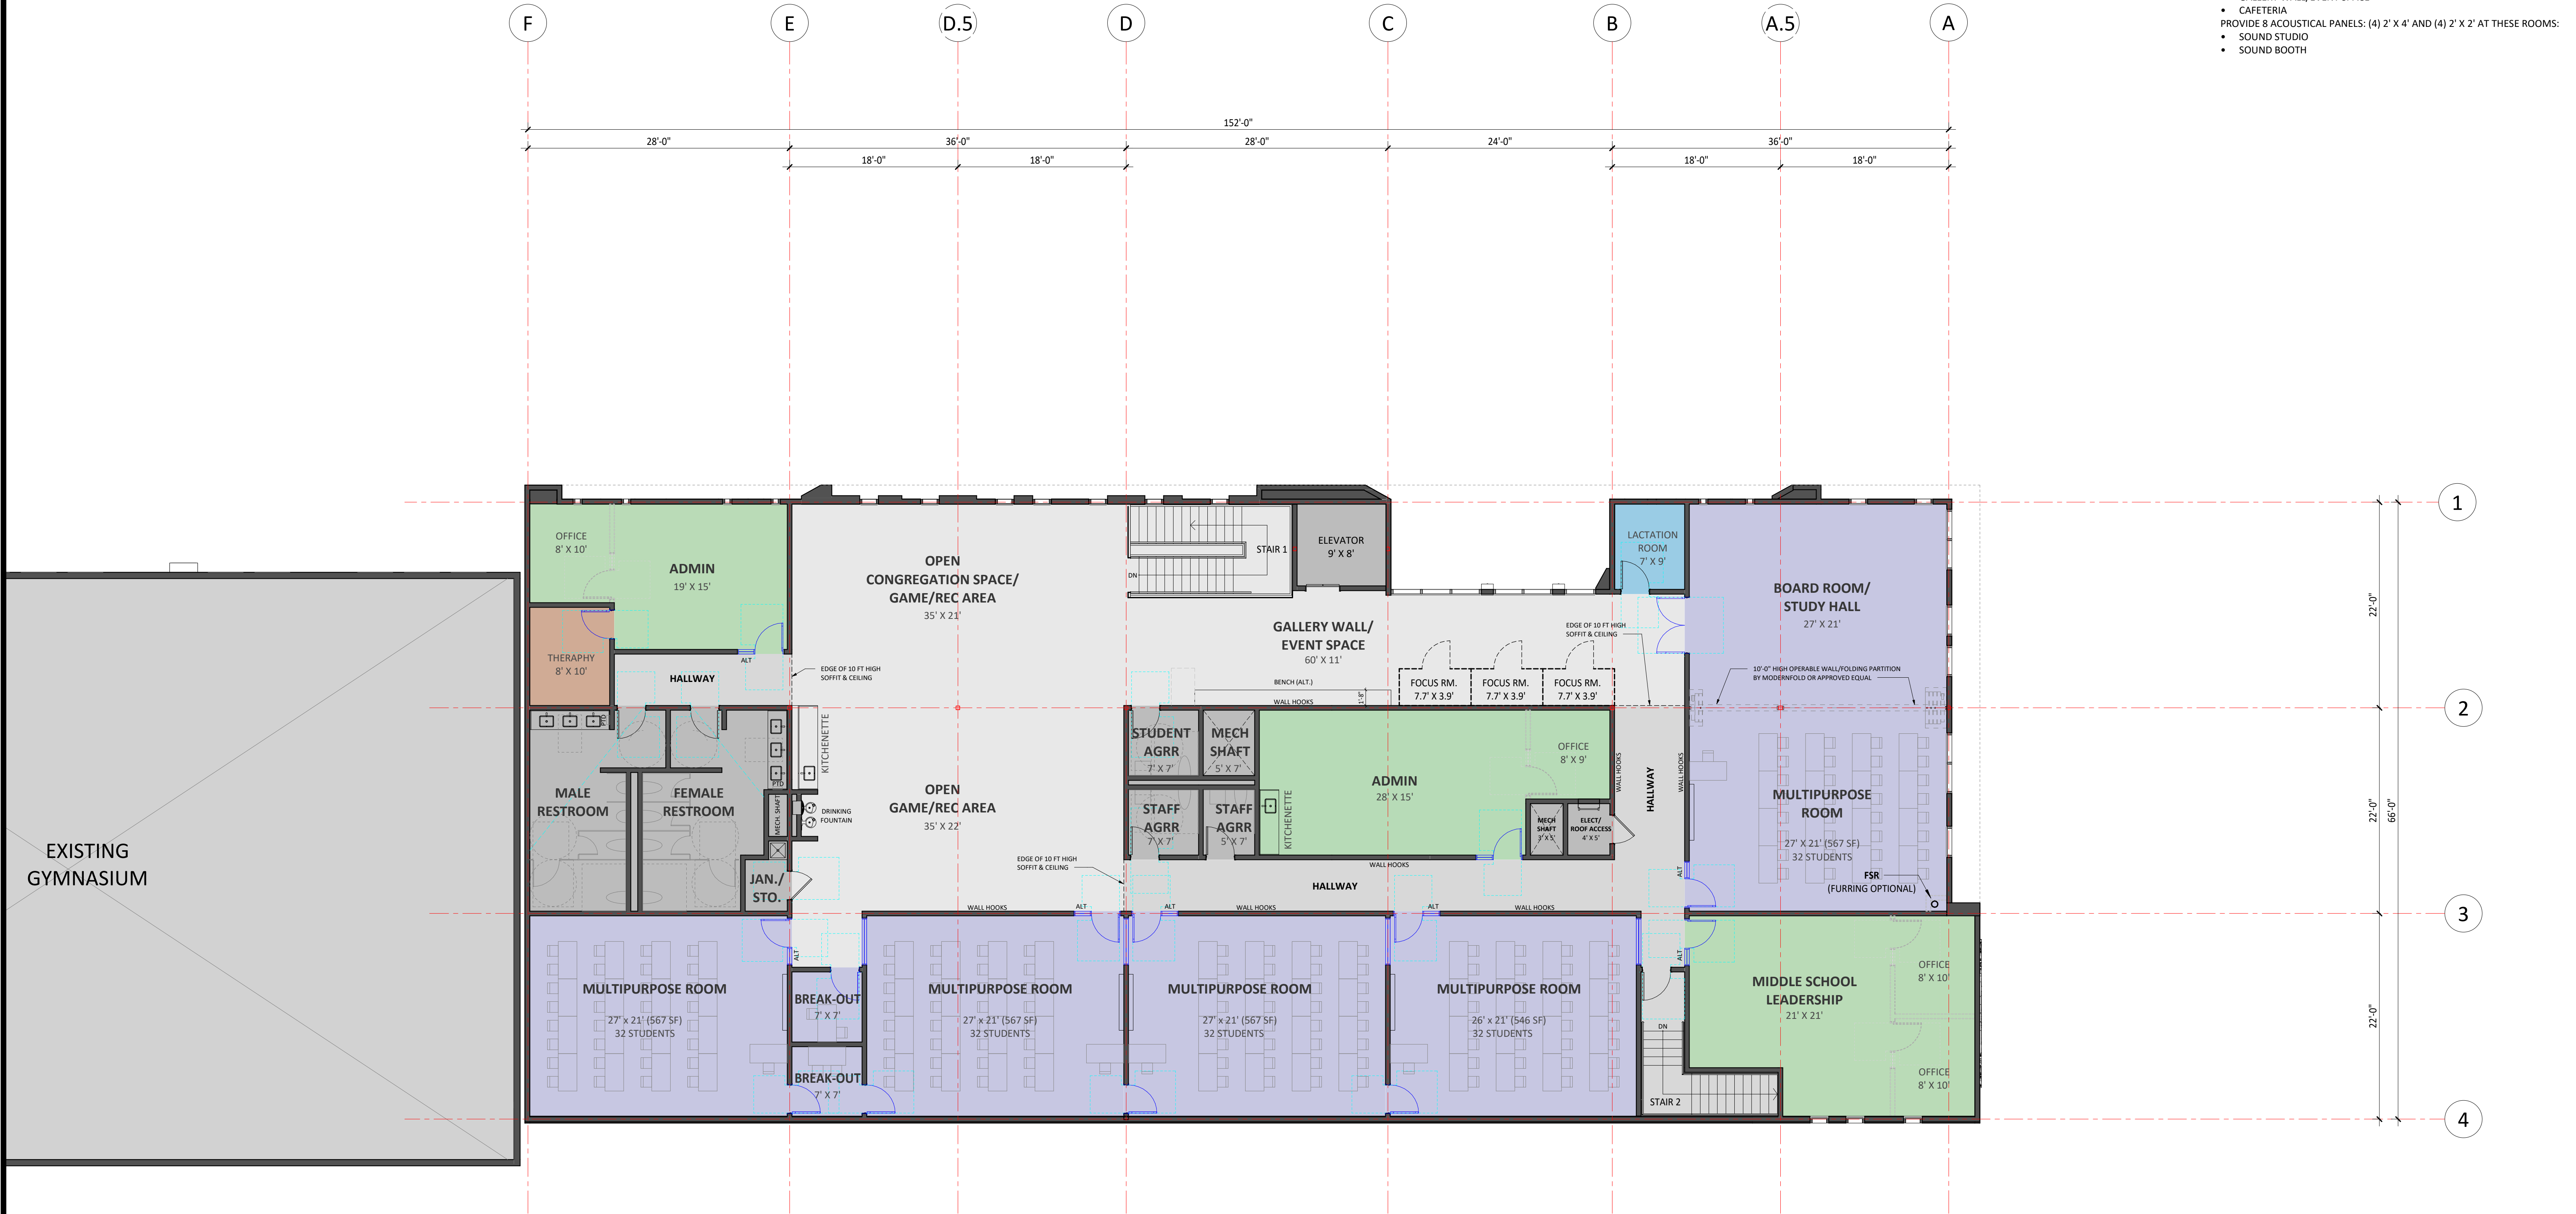 • CAFETERIA
PROVIDE 8 ACOUSTICAL PANELS: (4) 2' X 4' AND (4) 2' X 2' AT THESE ROOMS:
• SOUND STUDIO
• SOUND BOOTH
F
E
D.5
D
C
B
A.5
A
152'-0"
28'-0"
36'-0"
28'-0"
24'-0"
36'-0"
18'-0"
18'-0"
18'-0"
18'-0"
1
2
3
4
22'-0"
22'-0"
22'-0"
66'-0"
EXISTING
GYMNASIUM
OFFICE
8' X 10'
ADMIN
19' X 15'
THERAPHY
8' X 10'
HALLWAY
ALT
EDGE OF 10 FT HIGH
SOFFIT & CEILING
OPEN
CONGREGATION SPACE/
GAME/REC AREA
35' X 21'
STAIR 1
DN
ELEVATOR
9' X 8'
GALLERY WALL/
EVENT SPACE
60' X 11'
BENCH (ALT.)
1'-8"
WALL HOOKS
FOCUS RM.
7.7' X 3.9'
FOCUS RM.
7.7' X 3.9'
FOCUS RM.
7.7' X 3.9'
EDGE OF 10 FT HIGH
SOFFIT & CEILING
LACTATION
ROOM
7' X 9'
BOARD ROOM/
STUDY HALL
27' X 21'
10'-0" HIGH OPERABLE WALL/FOLDING PARTITION
BY MODERNFOLD OR APPROVED EQUAL
PTD
MALE
RESTROOM
FEMALE
RESTROOM
PTD
MECH. SHAFT
KITCHENETTE
DRINKING
FOUNTAIN
JAN./
STO.
OPEN
GAME/REC AREA
35' X 22'
EDGE OF 10 FT HIGH
SOFFIT & CEILING
STUDENT
AGRR
7' X 7'
MECH
SHAFT
5' X 7'
STAFF
AGRR
7' X 7'
STAFF
AGRR
5' X 7'
KITCHENETTE
ADMIN
28' X 15'
OFFICE
8' X 9'
MECH
SHAFT
3' X 5'
ELECT/
ROOF ACCESS
4' X 5'
WALL HOOKS
HALLWAY
WALL HOOKS
MULTIPURPOSE
ROOM
27' X 21' (567 SF)
32 STUDENTS
FSR
(FURRING OPTIONAL)
WALL HOOKS
HALLWAY
ALT
WALL HOOKS
ALT
ALT
WALL HOOKS
ALT
WALL HOOKS
ALT
ALT
MULTIPURPOSE ROOM
27' x 21' (567 SF)
32 STUDENTS
BREAK-OUT
7' X 7'
BREAK-OUT
7' X 7'
MULTIPURPOSE ROOM
27' x 21' (567 SF)
32 STUDENTS
MULTIPURPOSE ROOM
27' x 21' (567 SF)
32 STUDENTS
MULTIPURPOSE ROOM
26' x 21' (546 SF)
32 STUDENTS
DN
STAIR 2
MIDDLE SCHOOL
LEADERSHIP
21' X 21'
OFFICE
8' X 10'
OFFICE
8' X 10'